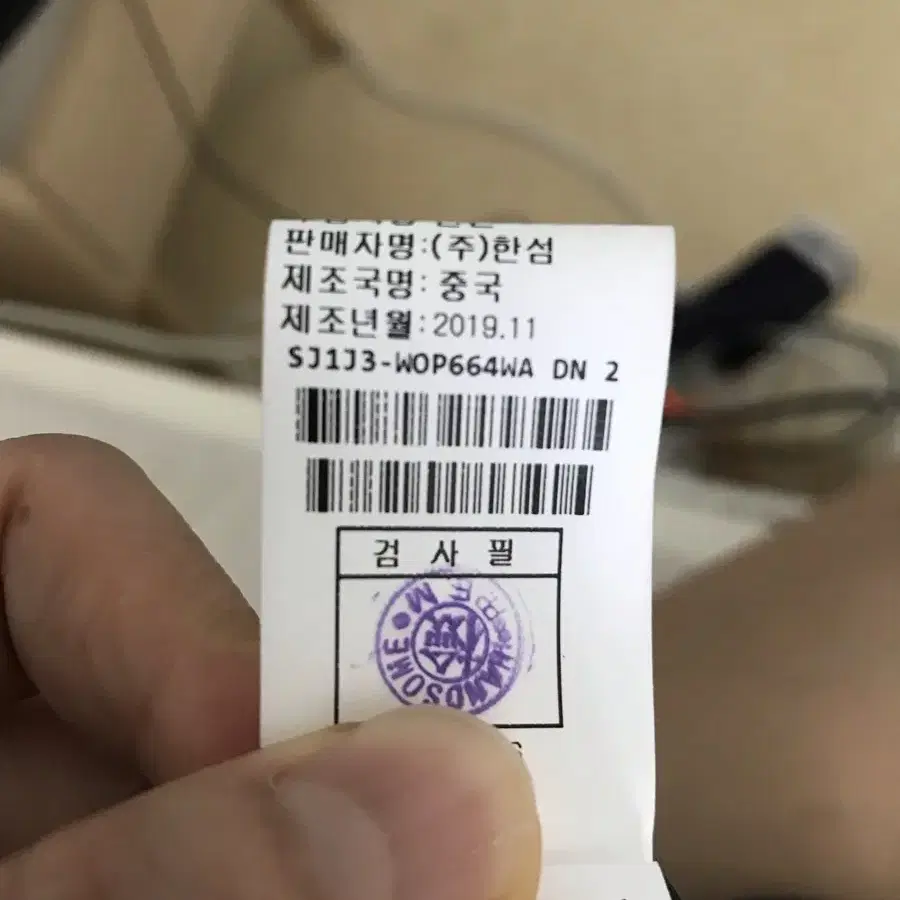 판매자명:(주)한섬
제조국명: 중국
제조년월: 2019.11
SJ1J3-WOP664WA DN 2
검 사 필
HANDSOME